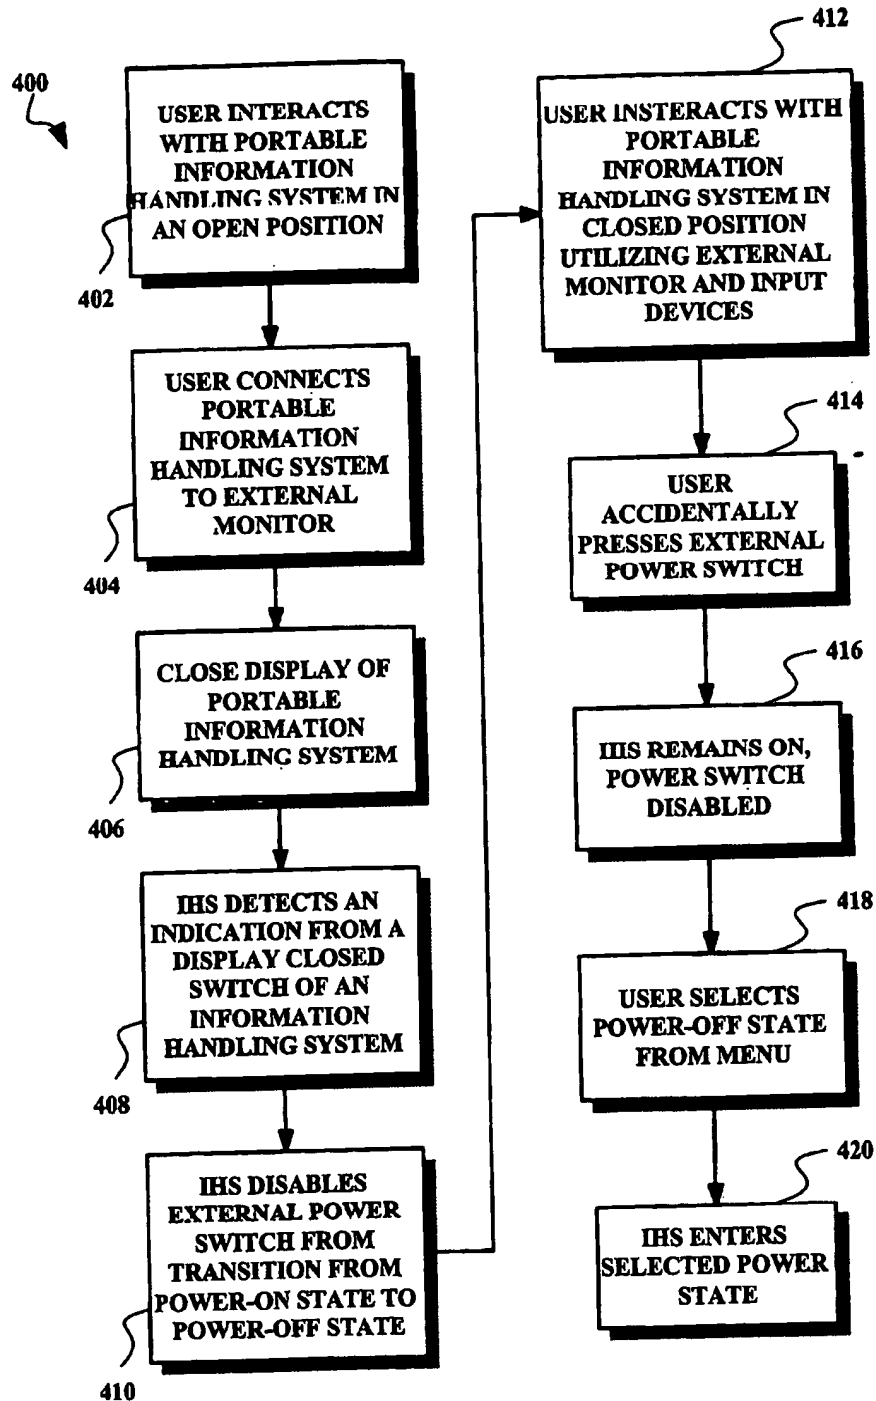 400
USER INTERACTS
WITH PORTABLE
INFORMATION
HANDLING SYSTEM IN
AN OPEN POSITION
402
USER CONNECTS
PORTABLE
INFORMATION
HANDLING SYSTEM
TO EXTERNAL
MONITOR
404
CLOSE DISPLAY OF
PORTABLE
INFORMATION
HANDLING SYSTEM
406
IHS DETECTS AN
INDICATION FROM A
DISPLAY CLOSED
SWITCH OF AN
INFORMATION
HANDLING SYSTEM
408
IHS DISABLES
EXTERNAL POWER
SWITCH FROM
TRANSITION FROM
POWER-ON STATE TO
POWER-OFF STATE
410
412
USER INSTERACTS WITH
PORTABLE
INFORMATION
HANDLING SYSTEM IN
CLOSED POSITION
UTILIZING EXTERNAL
MONITOR AND INPUT
DEVICES
414
USER
ACCIDENTALLY
PRESSES EXTERNAL
POWER SWITCH
416
IHS REMAINS ON,
POWER SWITCH
DISABLED
418
USER SELECTS
POWER-OFF STATE
FROM MENU
420
IHS ENTERS
SELECTED POWER
STATE